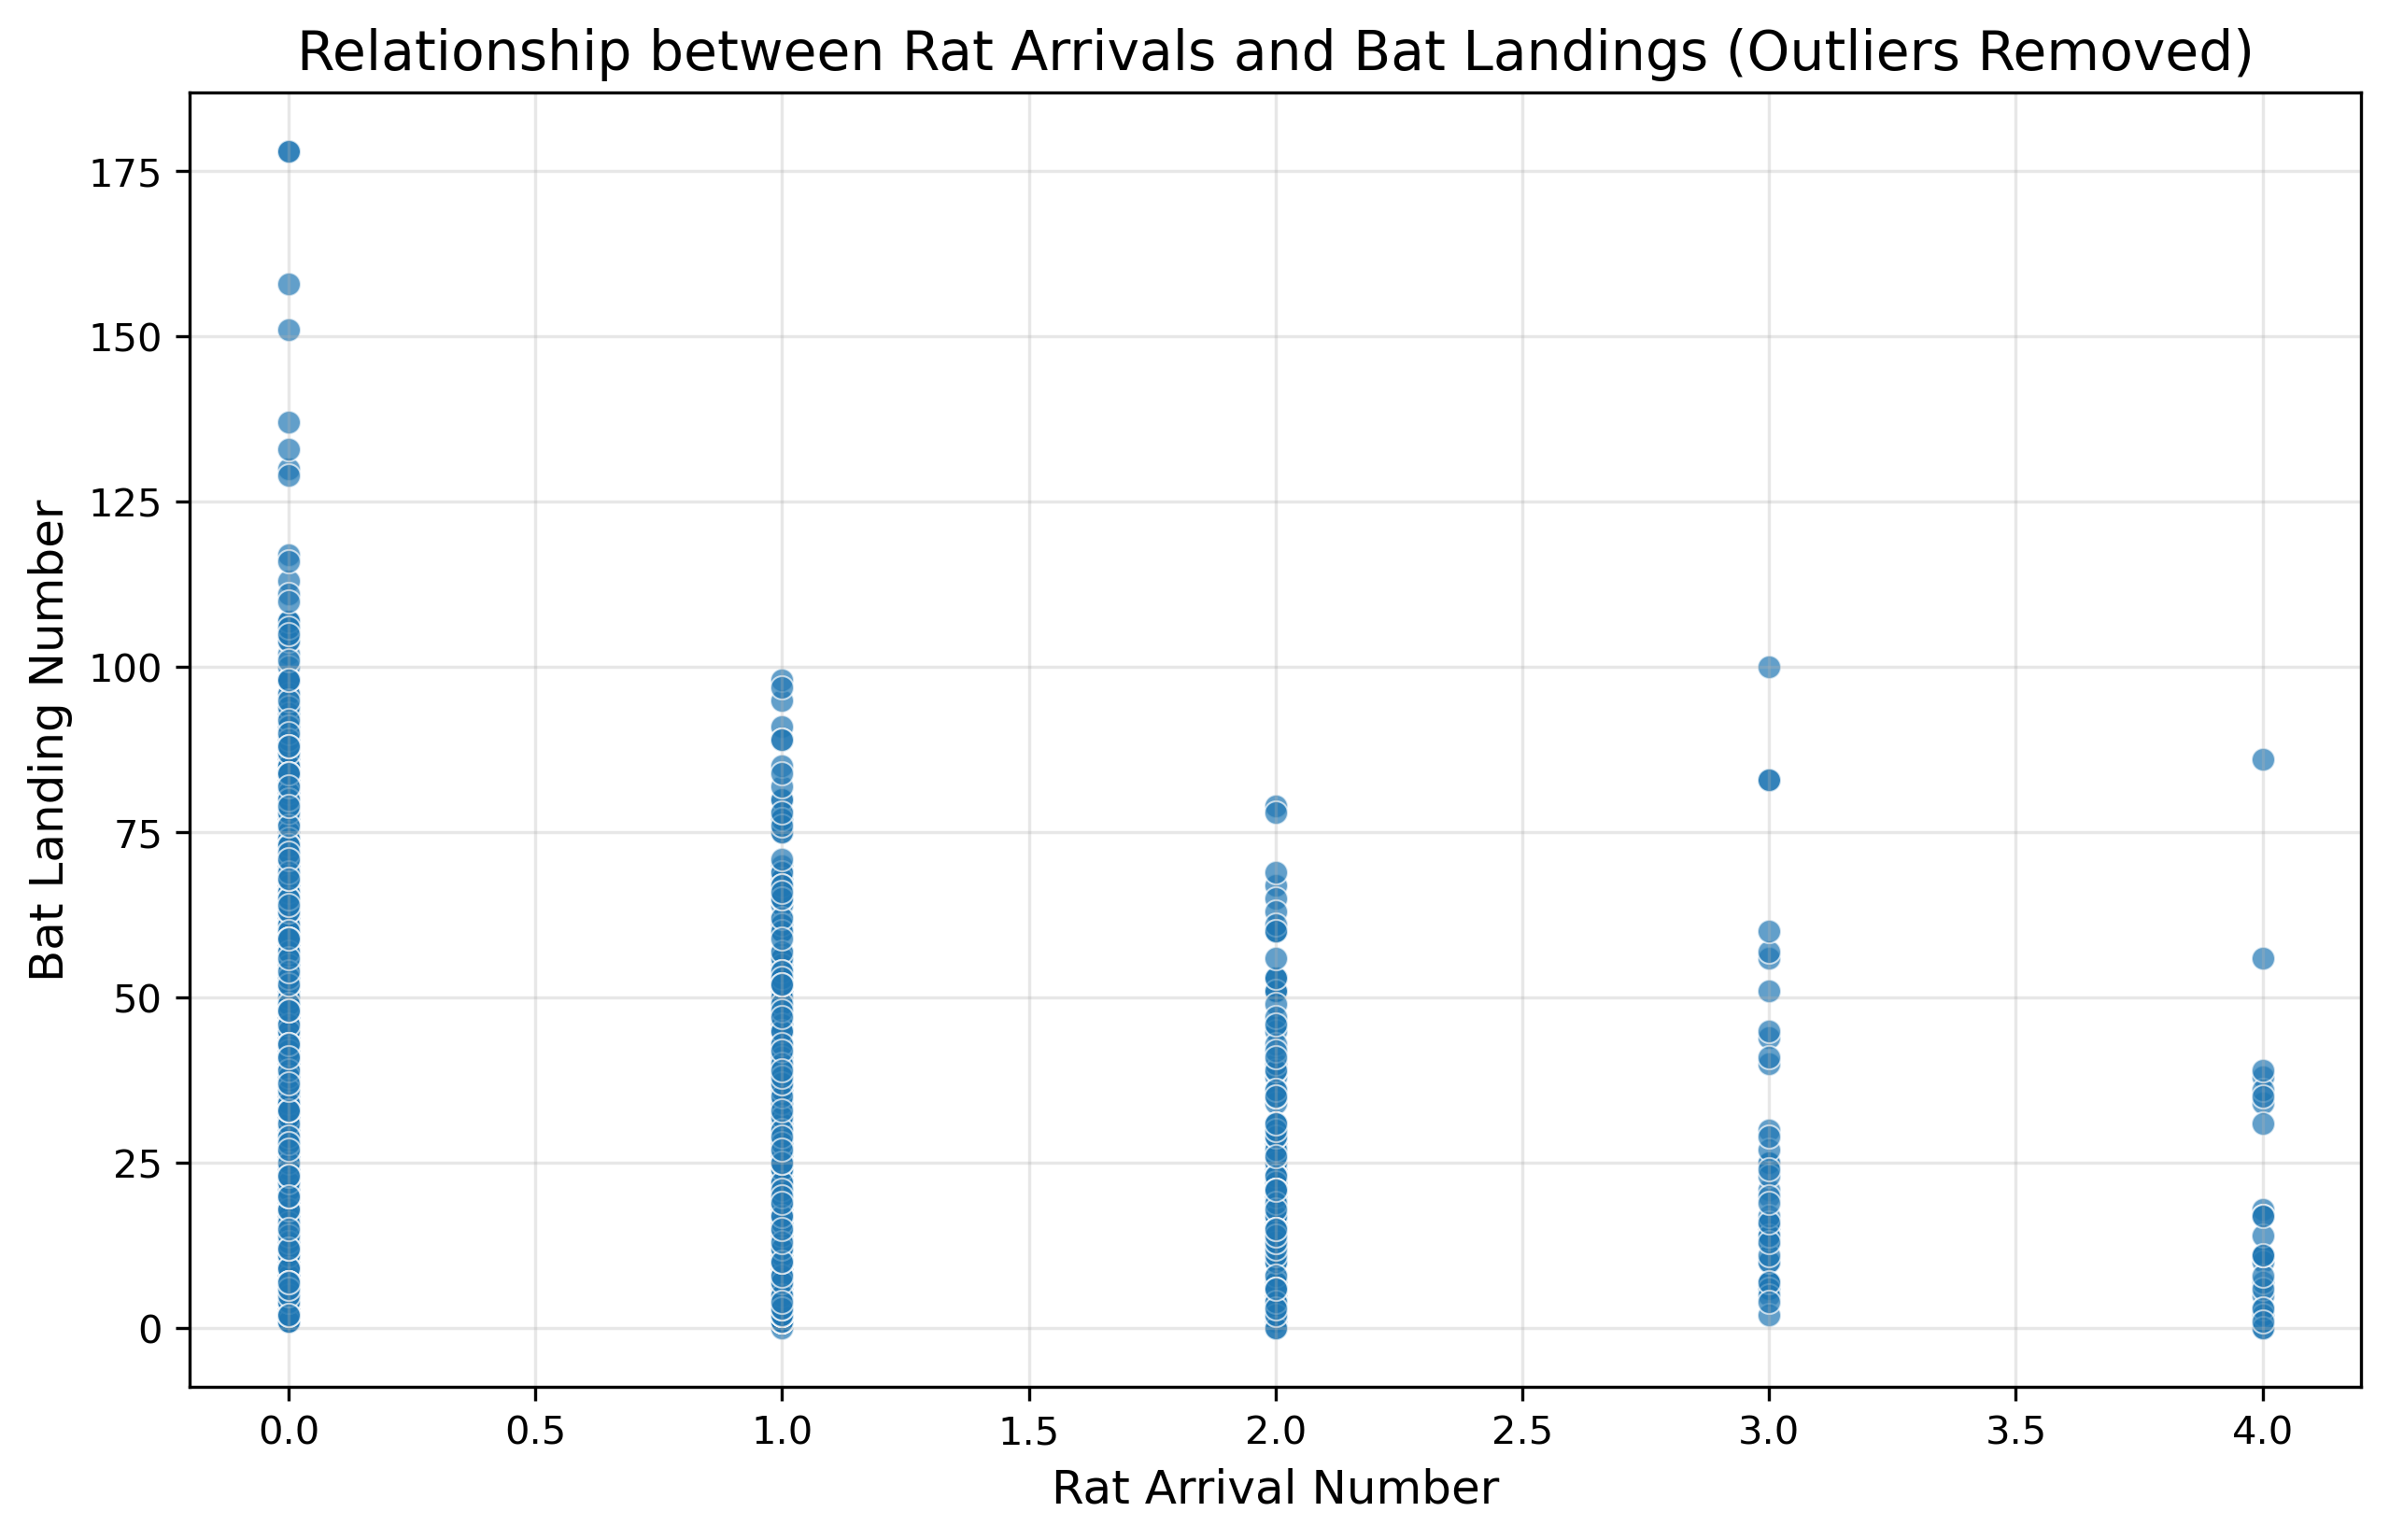 Relationship between Rat Arrivals and Bat Landings (Outliers Removed)
175
150
125
100
75
50
25
0
Bat Landing Number
0.0 0.5 1.0 1.5 2.0 2.5 3.0 3.5 4.0
Rat Arrival Number